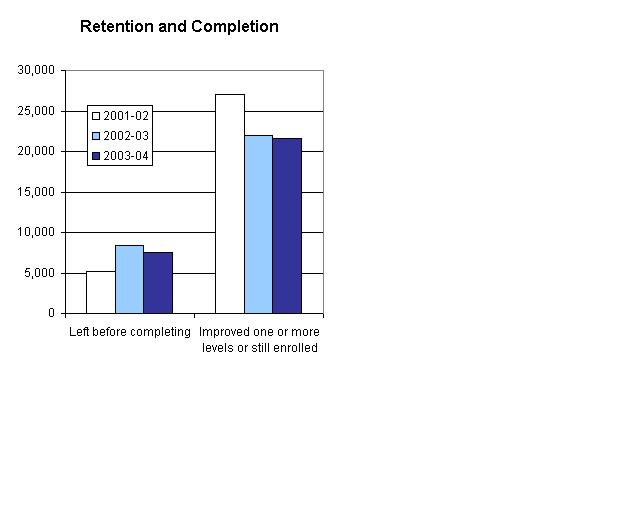 Retention and Completion
30,000
25,000
20,000
15,000
10,000
5,000
0
2001-02
2002-03
2003-04
Left before completing
Improved one or more
levels or still enrolled